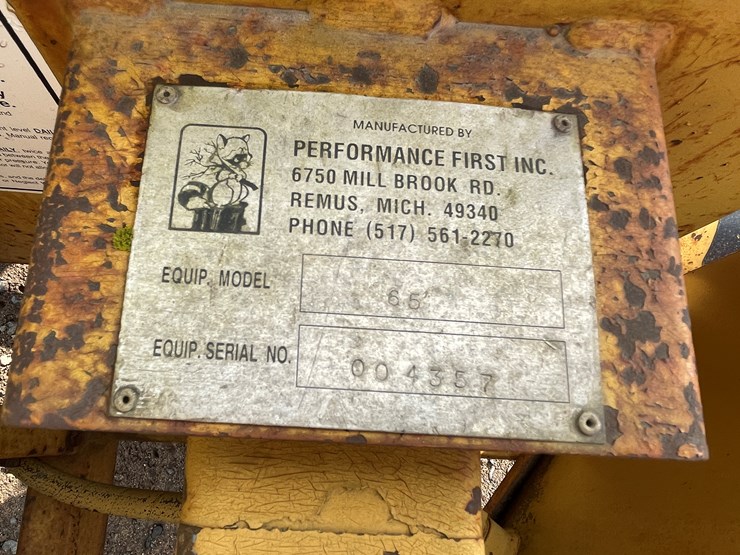 MANUFACTURED BY
PERFORMANCE FIRST INC.
6750 MILL BROOK RD.
REMUS, MICH. 49340
PHONE (517) 561-2270
EQUIP. MODEL 65
EQUIP. SERIAL NO. 004357